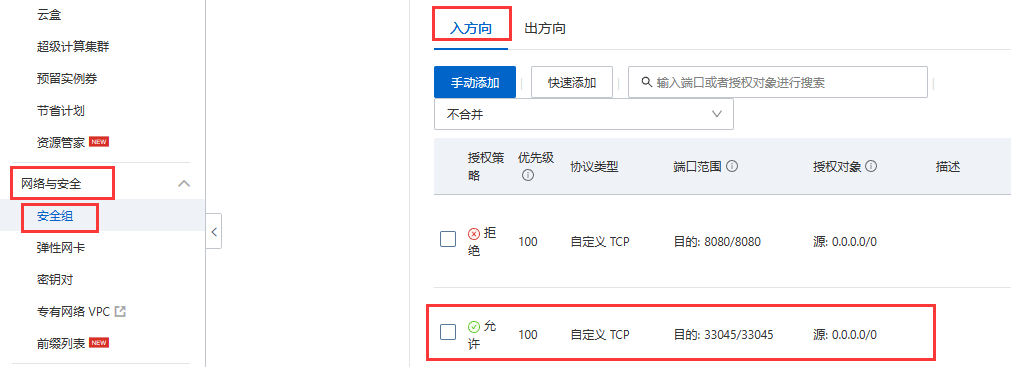 云盒
超级计算集群
预留实例券
节省计划
资源管家 NEW
网络与安全
安全组
弹性网卡
密钥对
专有网络 VPC
前缀列表 NEW
入方向 出方向
手动添加 快速添加 输入端口或者授权对象进行搜索
不合并
授权策略 优先级 协议类型 端口范围 授权对象 描述
拒绝 100 自定义 TCP 目的: 8080/8080 源: 0.0.0.0/0
允许 100 自定义 TCP 目的: 33045/33045 源: 0.0.0.0/0